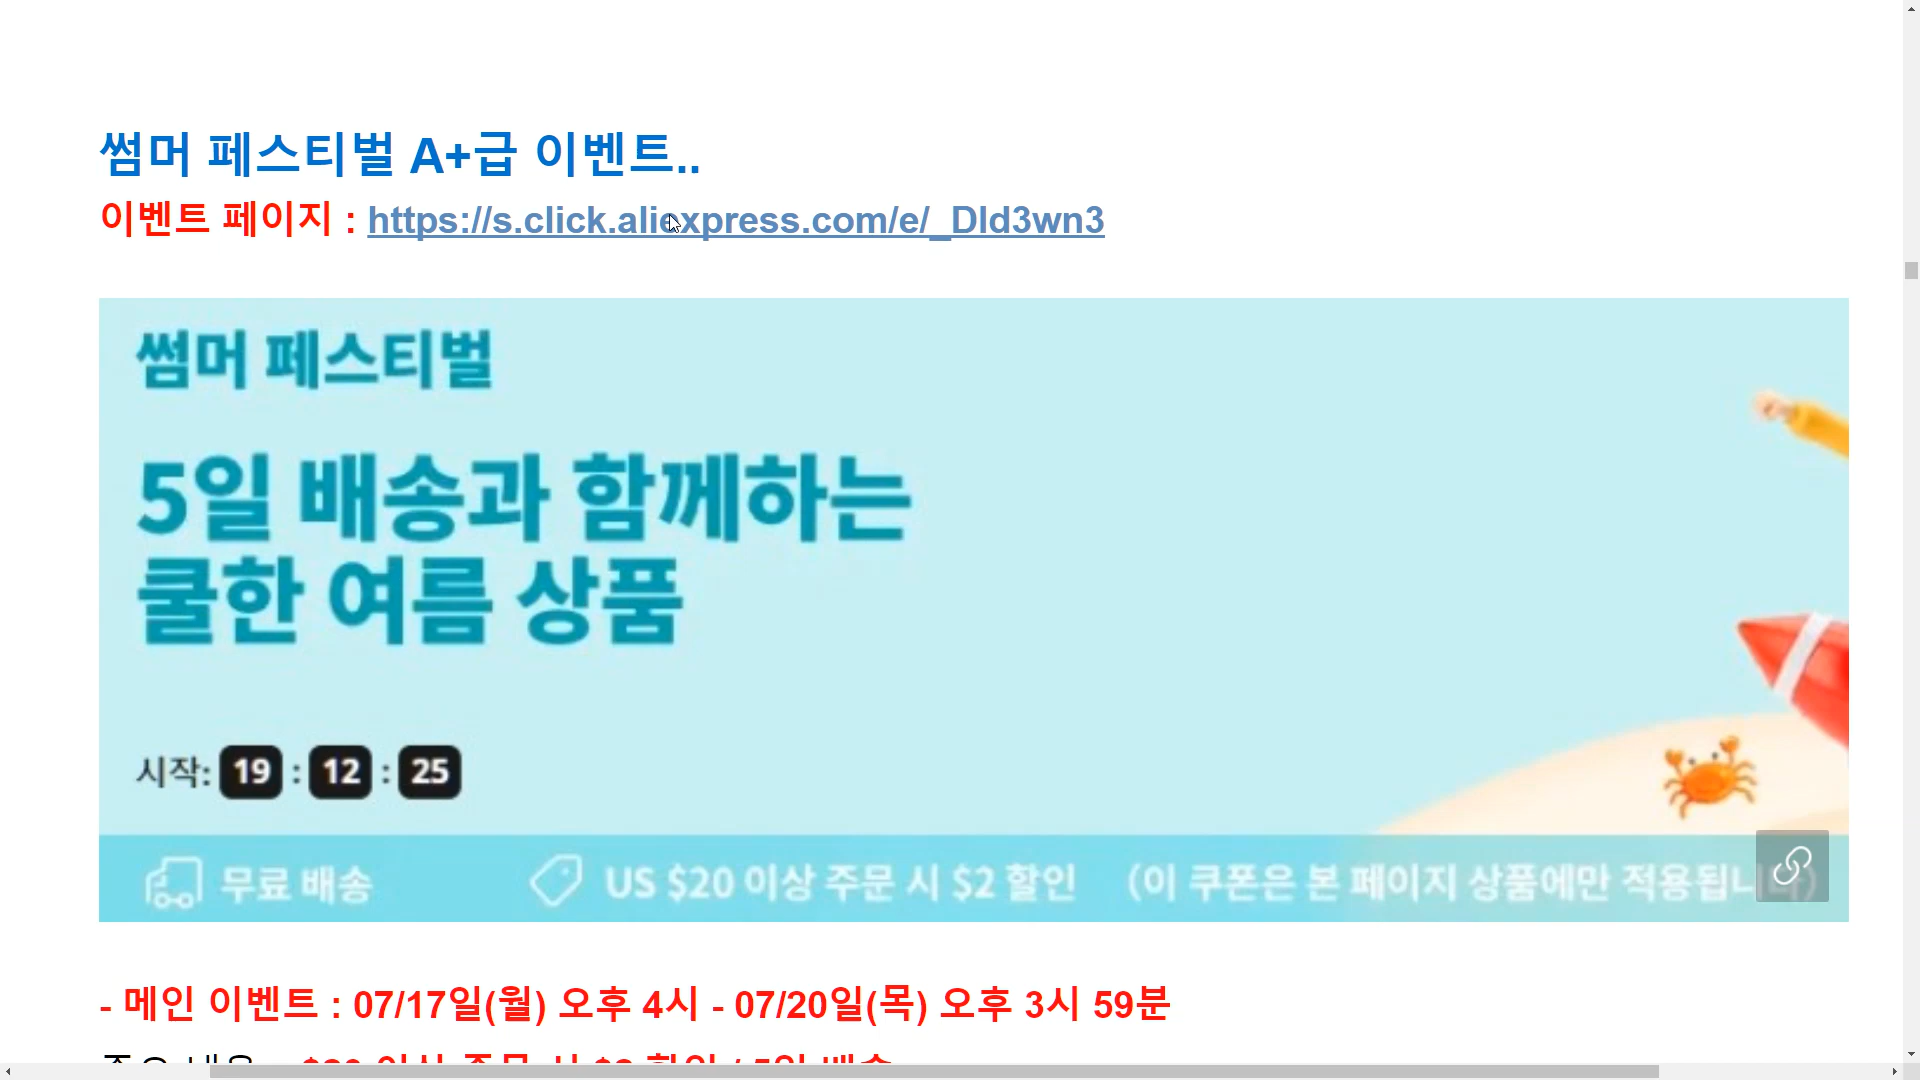 썸머 페스티벌 A+급 이벤트..
이벤트 페이지 : https://s.click.aliexpress.com/e/_Dld3wn3
썸머 페스티벌
5일 배송과 함께하는
쿨한 여름 상품
시작: 19 : 12 : 25
무료 배송 US $20 이상 주문 시 $2 할인 (이 쿠폰은 본 페이지 상품에만 적용됩니다)
- 메인 이벤트 : 07/17일(월) 오후 4시 - 07/20일(목) 오후 3시 59분